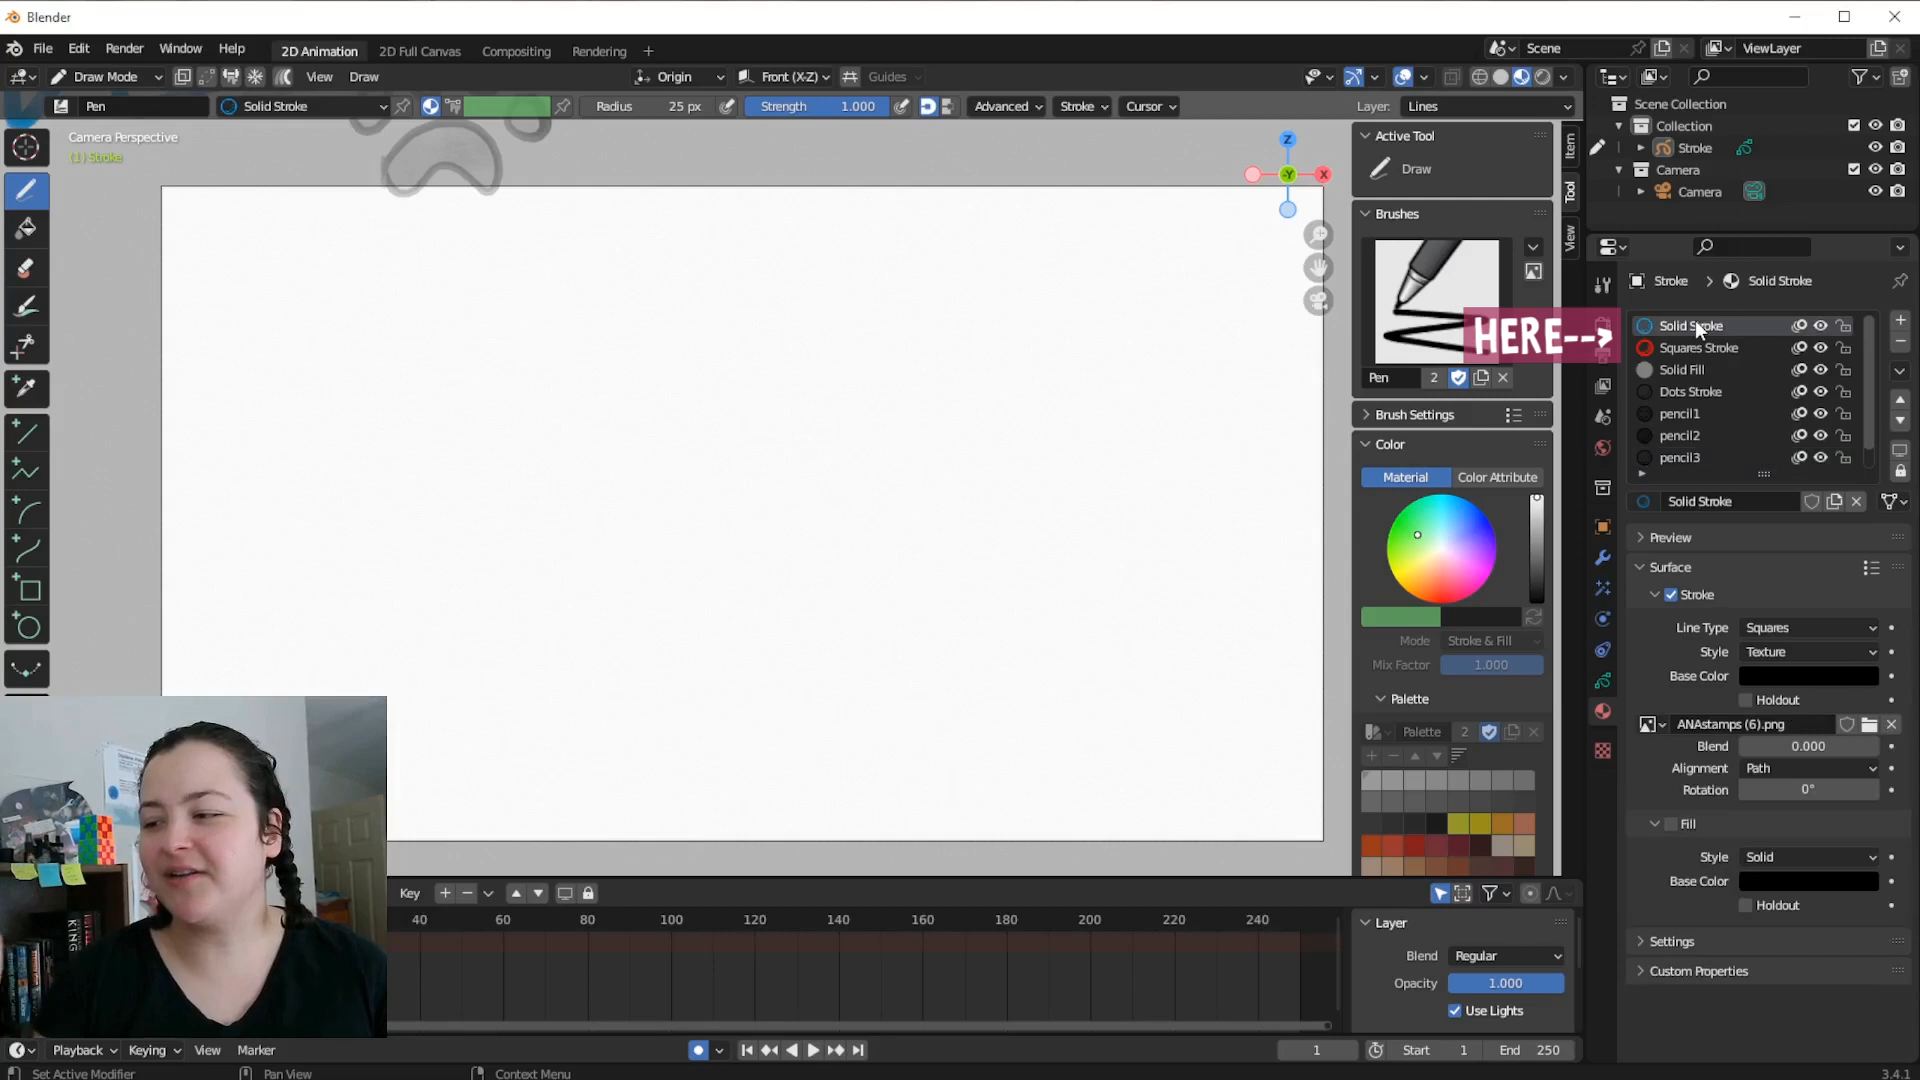 Blender
File Edit Render Window Help 2D Animation 2D Full Canvas Compositing Rendering + Scene ViewLayer
Draw Mode View Draw Origin Front (X-Z) Guides
Pen Solid Stroke Radius 25 px Strength 1.000 Advanced Stroke Cursor Layer: Lines
Camera Perspective
(1) Stroke
Z
X
-Y
Active Tool
Draw
Brushes
Pen 2
Brush Settings
Color
Material Color Attribute
Mode Stroke & Fill
Mix Factor 1.000
Palette
Palette 2
Item
Tool
View
HERE-->
Scene Collection
Collection
Stroke
Camera
Camera
Stroke > Solid Stroke
Solid Stroke
Squares Stroke
Solid Fill
Dots Stroke
pencil1
pencil2
pencil3
Solid Stroke
Preview
Surface
Stroke
Line Type Squares
Style Texture
Base Color
Holdout
ANAstamps (6).png
Blend 0.000
Alignment Path
Rotation 0°
Fill
Style Solid
Base Color
Holdout
Settings
Custom Properties
KING
Key
40 60 80 100 120 140 160 180 200 220 240
Layer
Blend Regular
Opacity 1.000
Use Lights
Playback Keying View Marker 1 Start 1 End 250
Set Active Modifier Pan View Context Menu 3.4.1